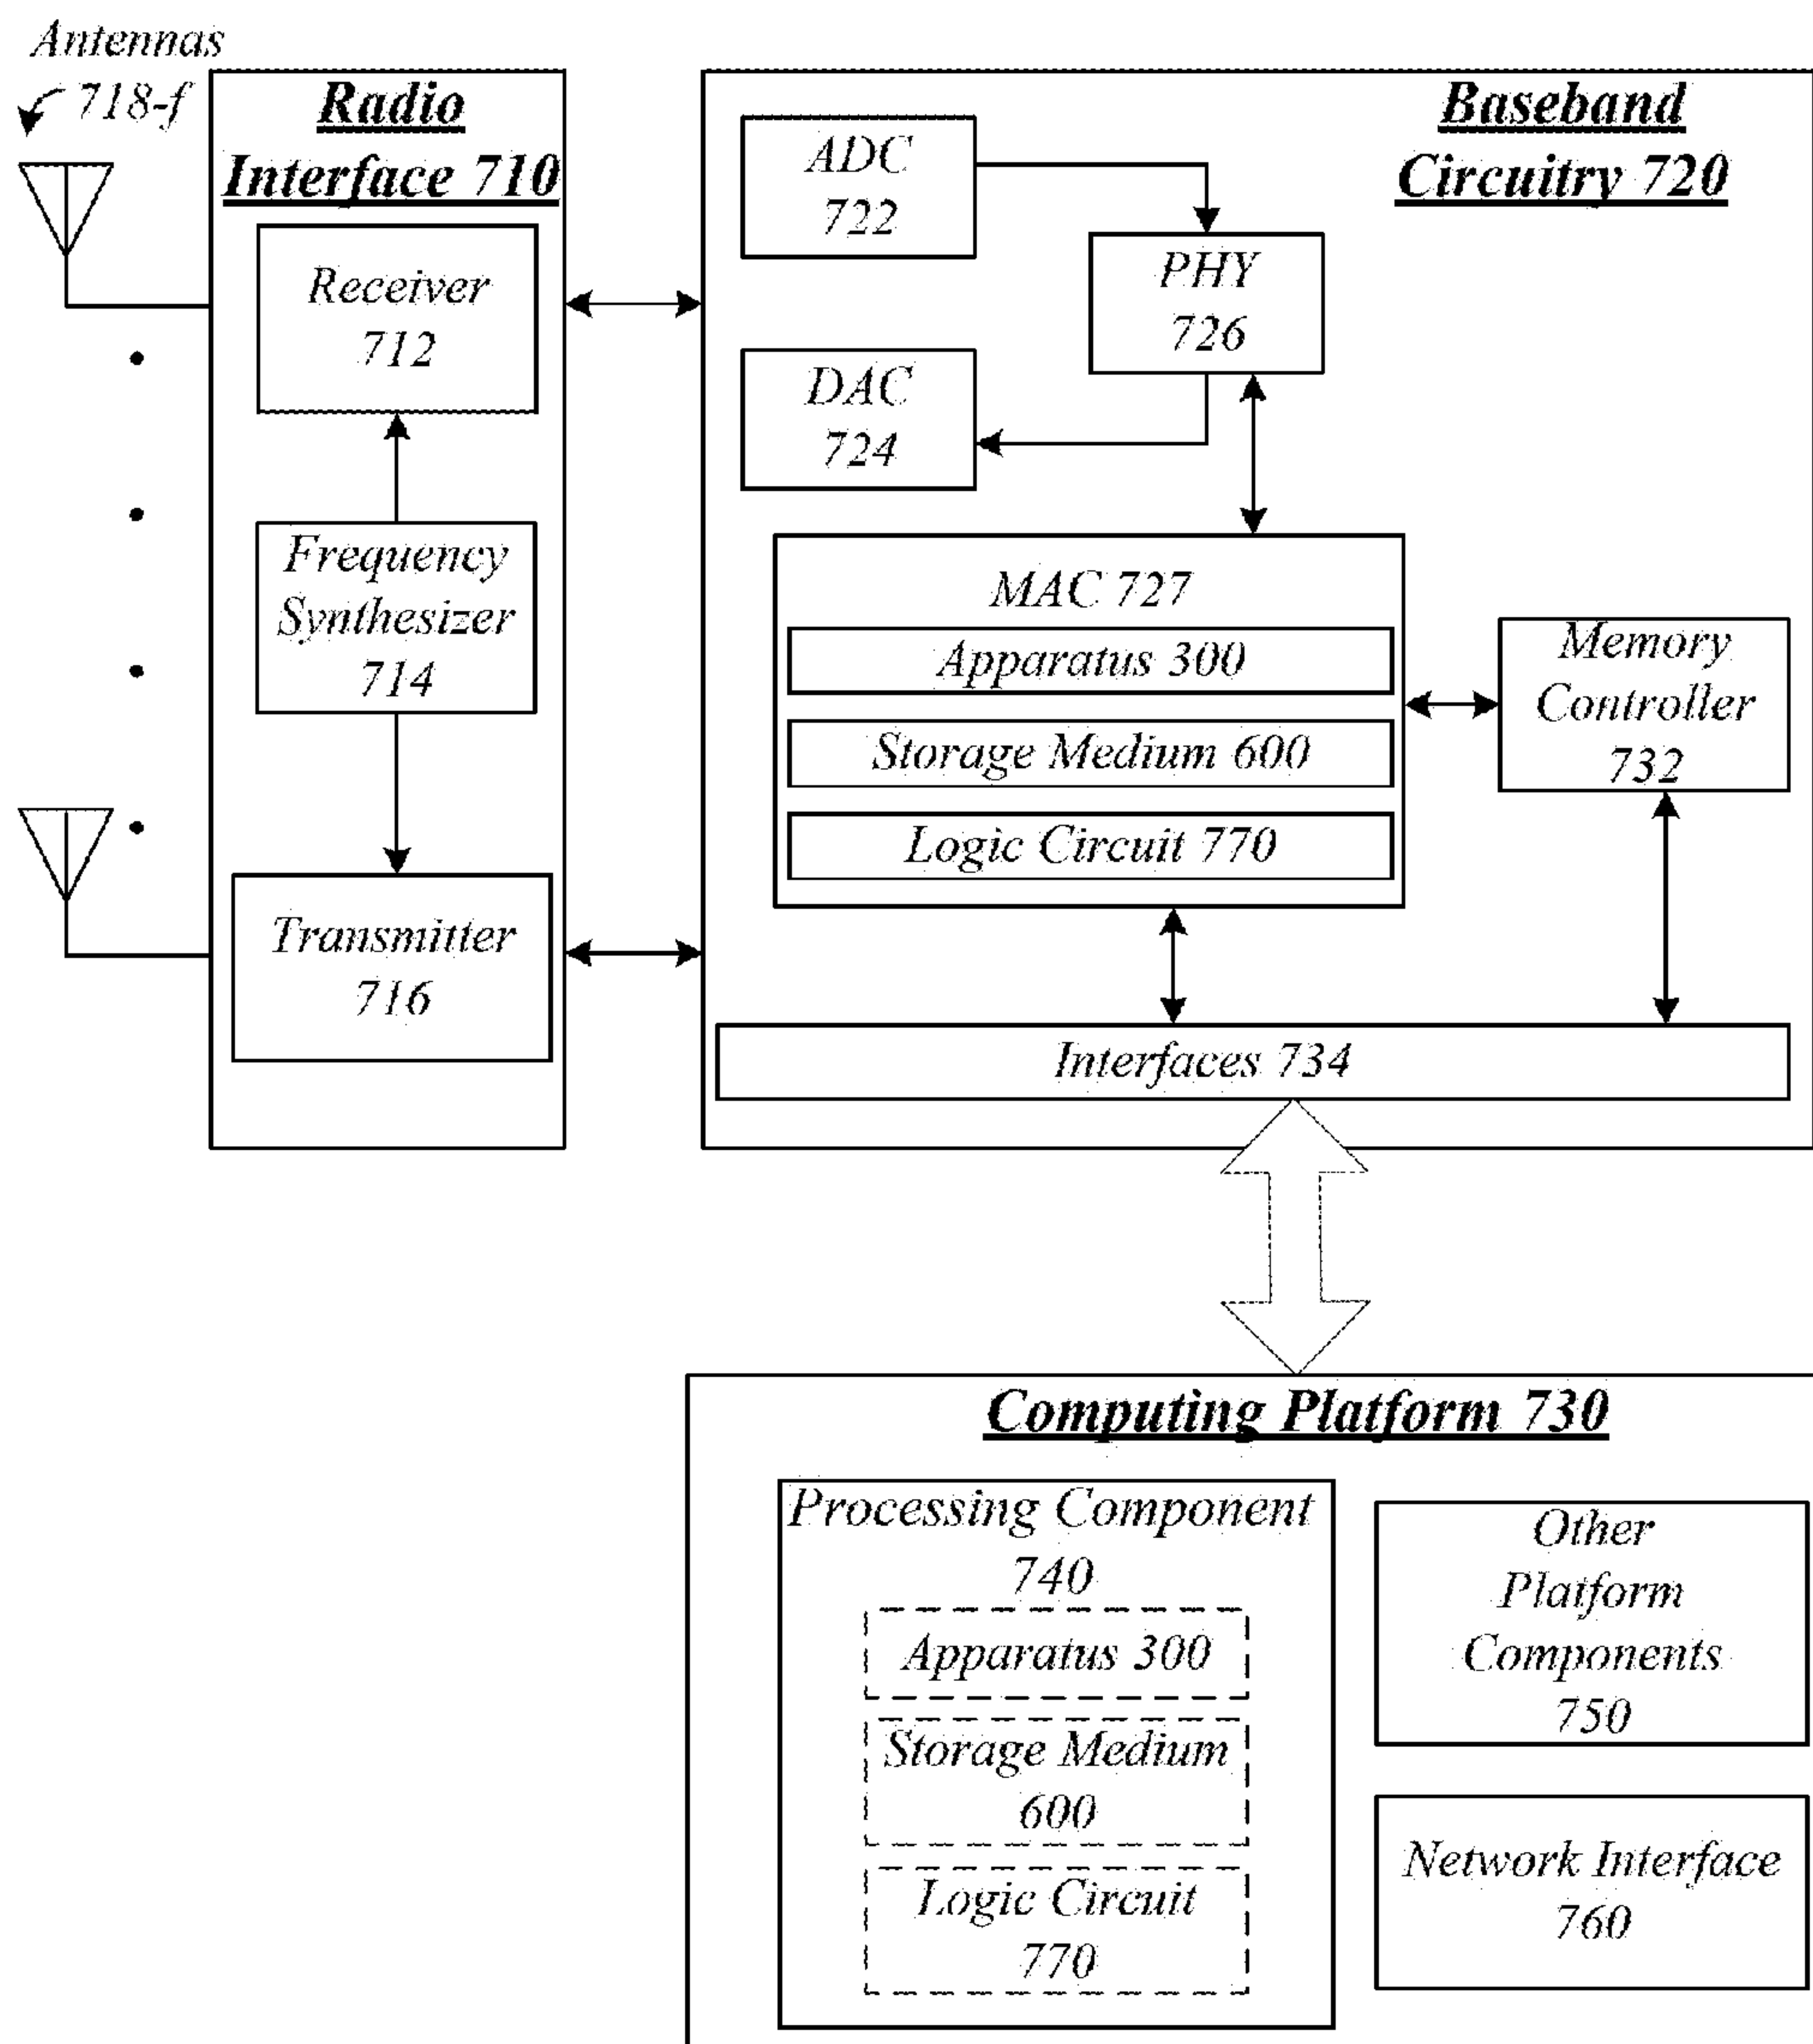 Antennas
718-f
Radio
Interface 710
Receiver
712
Frequency
Synthesizer
714
Transmitter
716
Baseband
Circuitry 720
ADC
722
PHY
726
DAC
724
MAC 727
Apparatus 300
Storage Medium 600
Logic Circuit 770
Memory
Controller
732
Interfaces 734
Computing Platform 730
Processing Component
740
Apparatus 300
Storage Medium
600
Logic Circuit
770
Other
Platform
Components
750
Network Interface
760